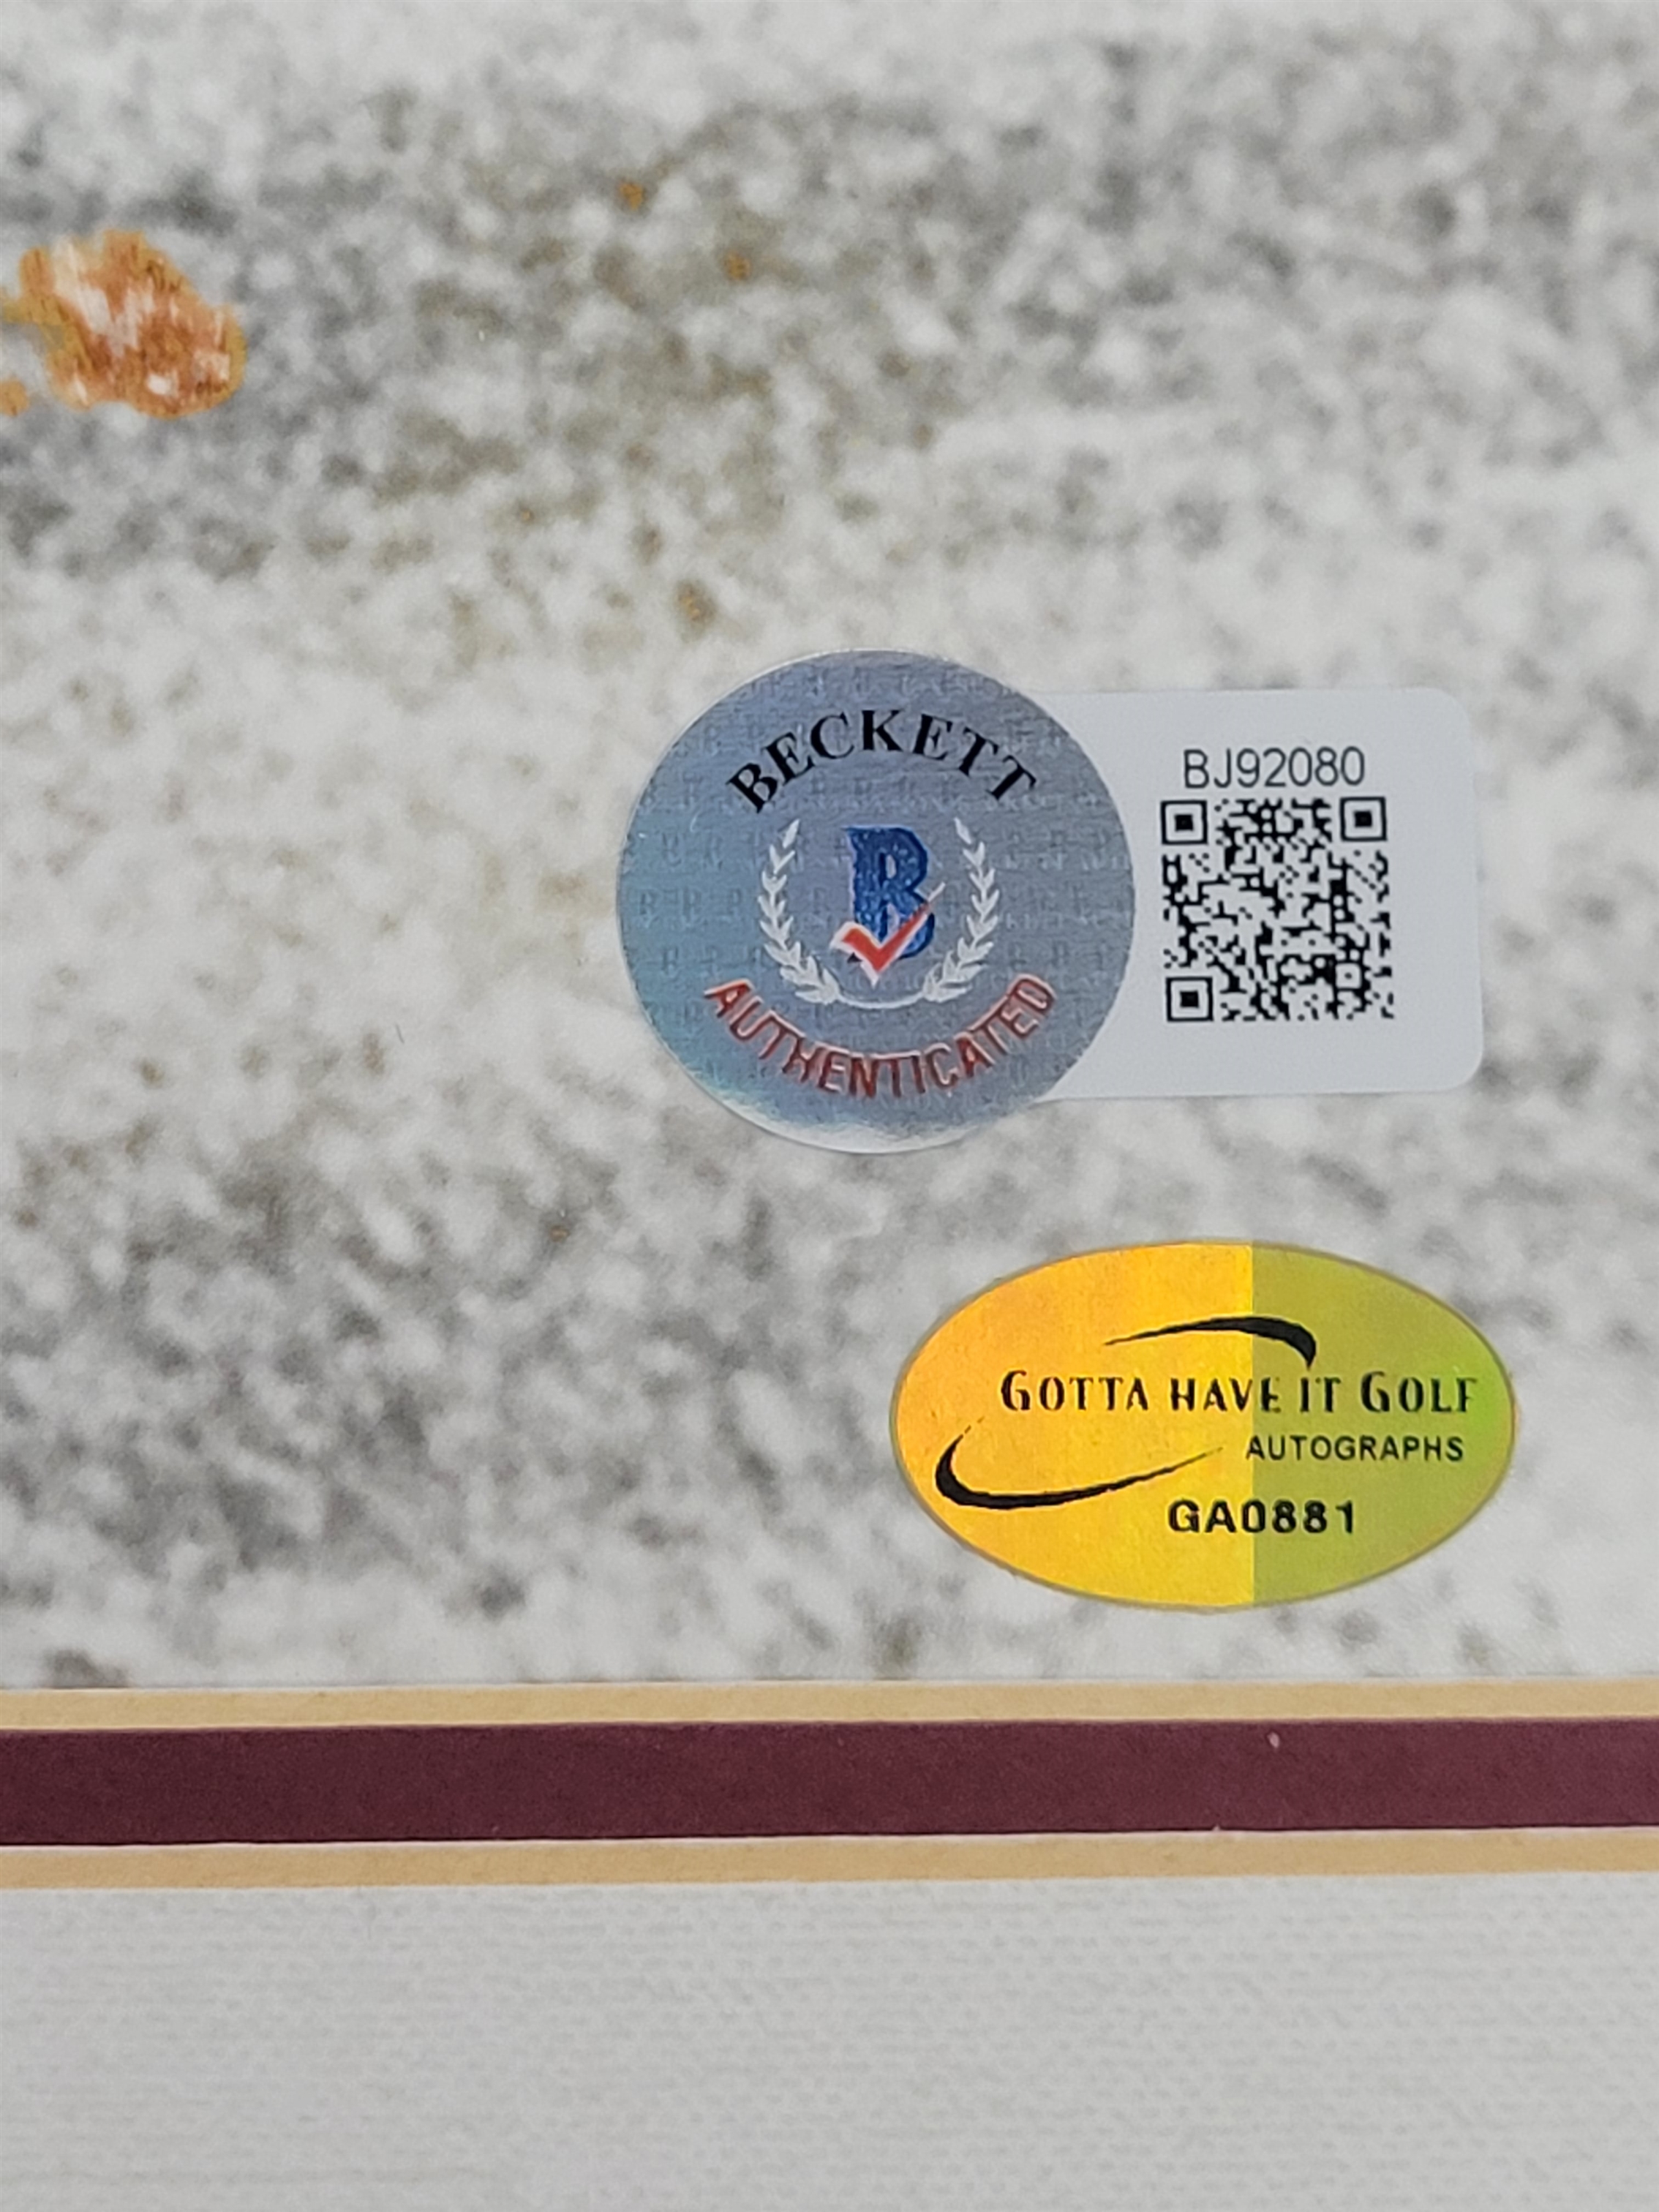 BECKETT
B
AUTHENTICATED
BJ92080
GOTTA HAVE IT GOLF
AUTOGRAPHS
GA0881